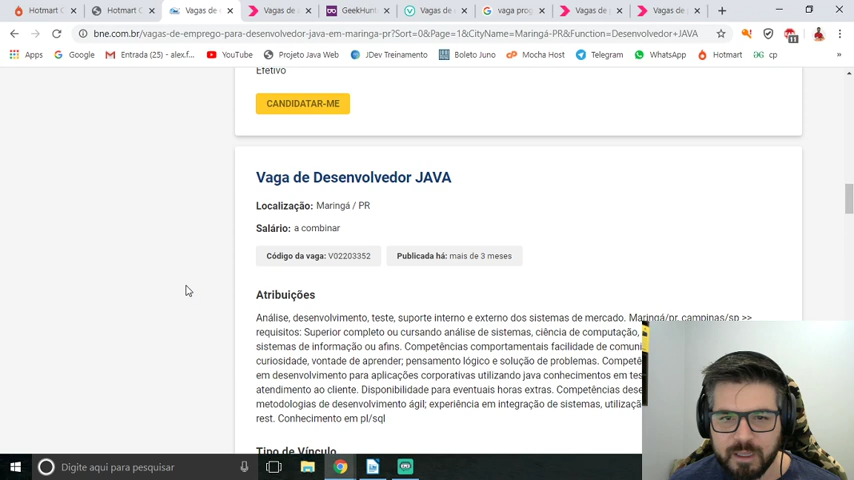 Hotmart C
Hotmart C
Vagas de e
Vagas de a
GeekHunt
Vagas de
vaga prog
Vagas de
Vagas de
bne.com.br/vagas-de-emprego-para-desenvolvedor-java-em-maringa-pr?Sort=0&Page=1&CityName=Maringá-PR&Function=Desenvolvedor+JAVA
11
Apps
Google
Entrada (25) - alex.f...
YouTube
Projeto Java Web
JDev Treinamento
Boleto Juno
Mocha Host
Telegram
WhatsApp
Hotmart
cp
»
Efetivo
CANDIDATAR-ME
Vaga de Desenvolvedor JAVA
Localização: Maringá / PR
Salário: a combinar
Código da vaga: V02203352
Publicada há: mais de 3 meses
Atribuições
Análise, desenvolvimento, teste, suporte interno e externo dos sistemas de mercado. Maringá/pr, campinas/sp >>
requisitos: Superior completo ou cursando análise de sistemas, ciência de computação,
sistemas de informação ou afins. Competências comportamentais facilidade de comuni
curiosidade, vontade de aprender; pensamento lógico e solução de problemas. Competê
em desenvolvimento para aplicações corporativas utilizando java conhecimentos em tes
atendimento ao cliente. Disponibilidade para eventuais horas extras. Competências dese
metodologias de desenvolvimento ágil; experiência em integração de sistemas, utilizaçã
rest. Conhecimento em pl/sql
Tipo de Vínculo
Digite aqui para pesquisar